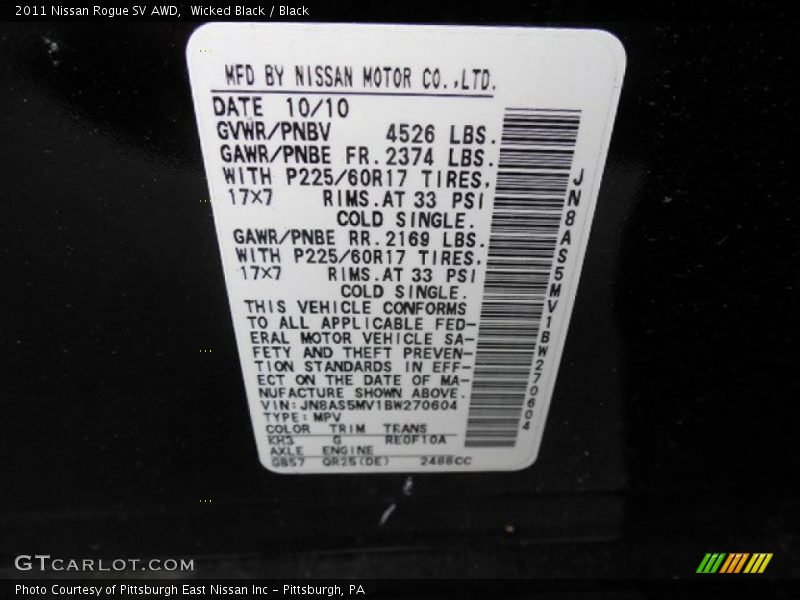 2011 Nissan Rogue SV AWD, Wicked Black / Black
MFD BY NISSAN MOTOR CO.,LTD.
DATE 10/10
GVWR/PNBV 4526 LBS.
GAWR/PNBE FR.2374 LBS.
WITH P225/60R17 TIRES,
17X7 RIMS.AT 33 PSI
COLD SINGLE.
GAWR/PNBE RR.2169 LBS.
WITH P225/60R17 TIRES,
17X7 RIMS.AT 33 PSI
COLD SINGLE.
THIS VEHICLE CONFORMS
TO ALL APPLICABLE FED-
ERAL MOTOR VEHICLE SA-
FETY AND THEFT PREVEN-
TION STANDARDS IN EFF-
ECT ON THE DATE OF MA-
NUFACTURE SHOWN ABOVE.
VIN:JN8AS5MV1BW270604
TYPE:MPV
COLOR TRIM TRANS
KH3 G RE0F10A
AXLE ENGINE
GB57 QR25(DE) 2488CC
JN8AS5MV1BW270604
GTCARLOT.COM
Photo Courtesy of Pittsburgh East Nissan Inc - Pittsburgh, PA